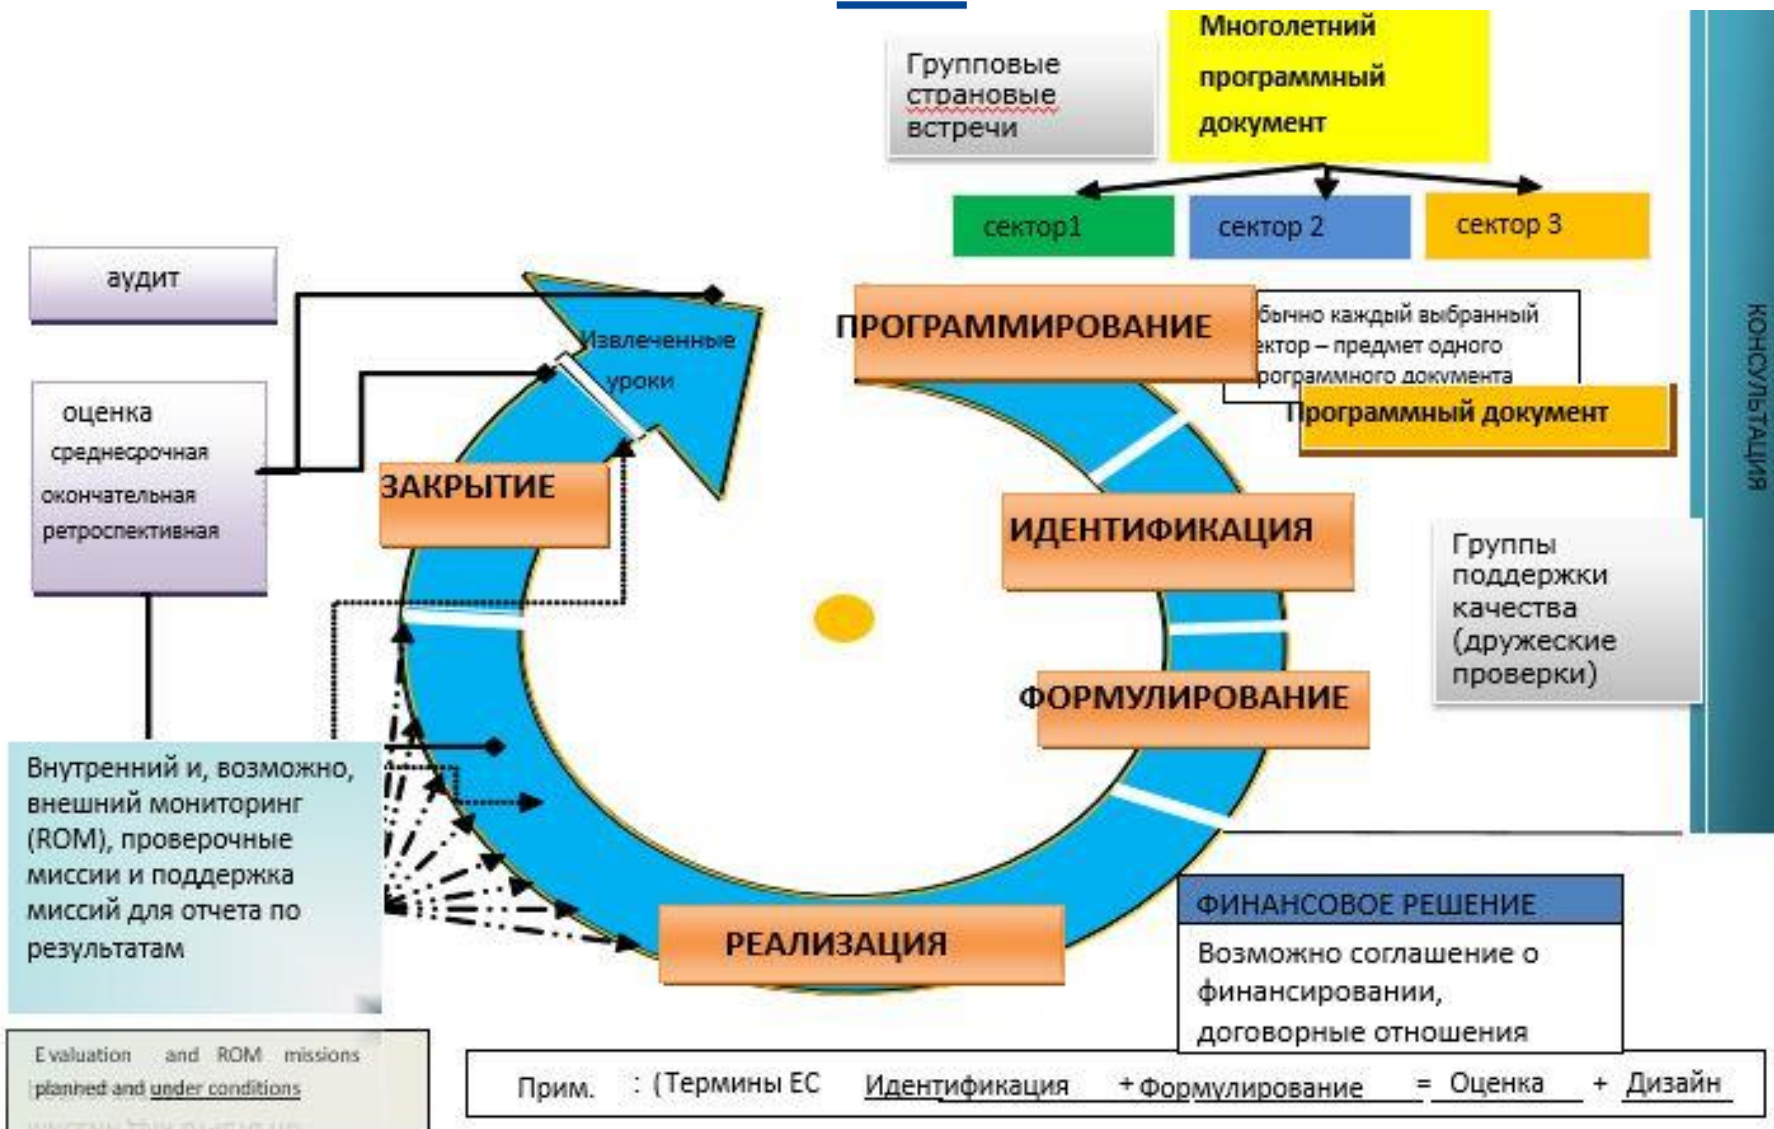 Многолетний
программный
документ
Групповые
страновые
встречи
сектор1
сектор 2
сектор 3
КОНСУЛЬТАЦИЯ
аудит
Извлеченные
уроки
ПРОГРАММИРОВАНИЕ
бычно каждый выбранный
ектор – предмет одного
рограммного документа
Программный документ
оценка
среднесрочная
окончательная
ретроспективная
ЗАКРЫТИЕ
ИДЕНТИФИКАЦИЯ
Группы
поддержки
качества
(дружеские
проверки)
ФОРМУЛИРОВАНИЕ
Внутренний и, возможно,
внешний мониторинг
(ROM), проверочные
миссии и поддержка
миссий для отчета по
результатам
РЕАЛИЗАЦИЯ
ФИНАНСОВОЕ РЕШЕНИЕ
Возможно соглашение о
финансировании,
договорные отношения
Evaluation and ROM missions
planned and under conditions
Прим. : (Термины ЕС Идентификация + Формулирование = Оценка + Дизайн